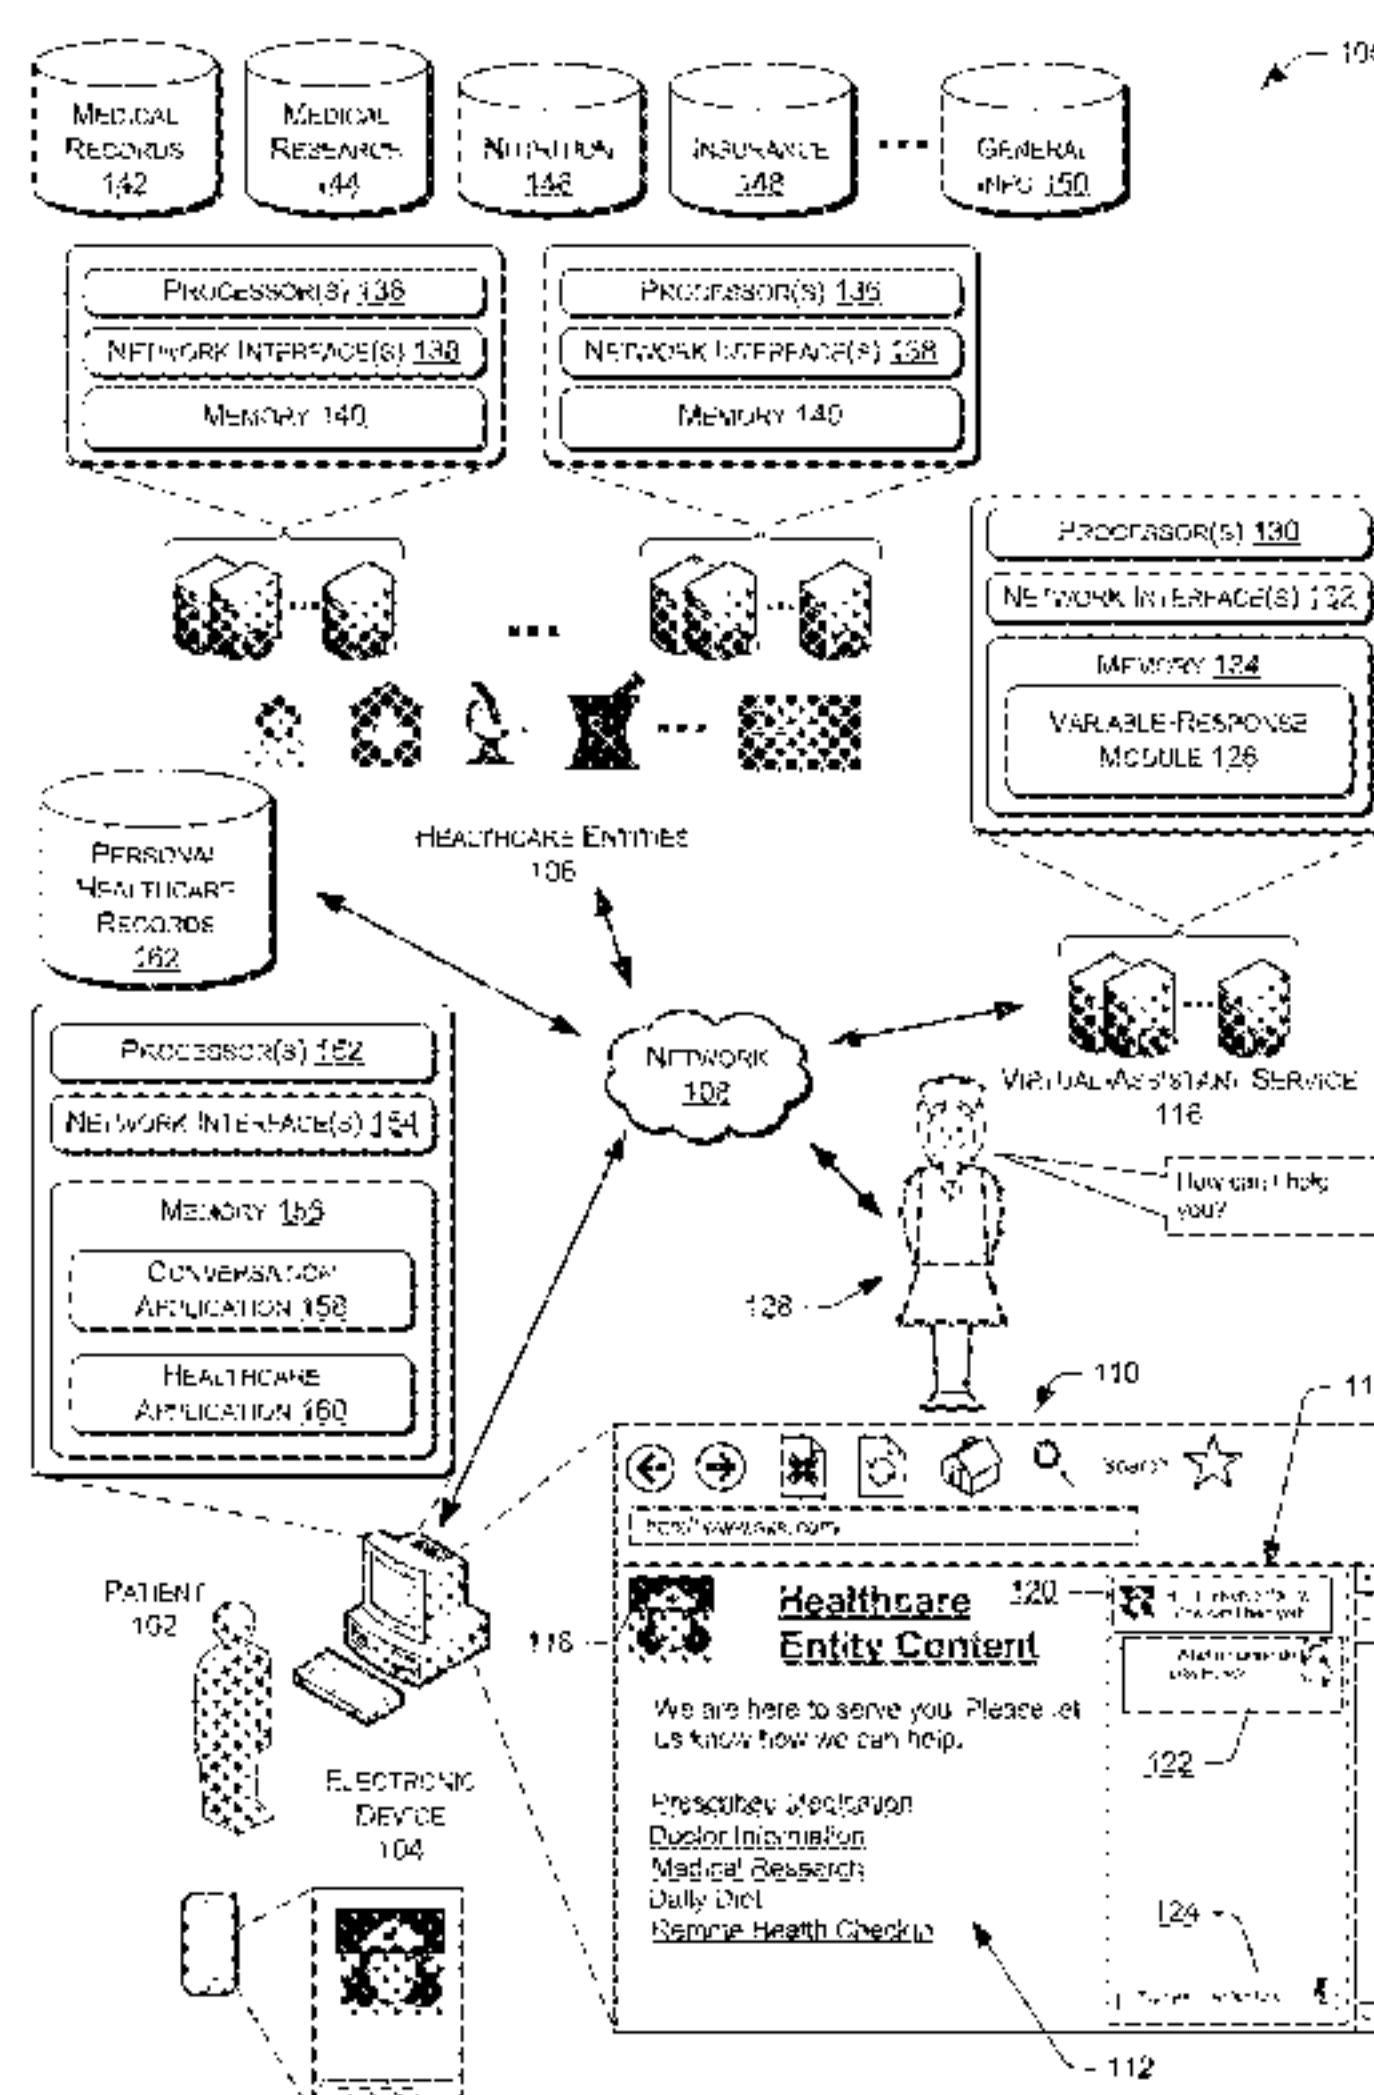 MEDICAL
RECORDS
142
MEDICAL
RESEARCH
144
NUTRITION
146
INSURANCE
148
GENERAL
INFO 150
PROCESSOR(S) 136
NETWORK INTERFACE(S) 138
MEMORY 140
PROCESSOR(S) 136
NETWORK INTERFACE(S) 138
MEMORY 140
PROCESSOR(S) 130
NETWORK INTERFACE(S) 132
MEMORY 134
VARIABLE-RESPONSE
MODULE 126
HEALTHCARE ENTITIES
106
PERSONAL
HEALTHCARE
RECORDS
162
NETWORK
108
VIRTUAL-ASSISTANT SERVICE
116
How can I help
you?
128
PROCESSOR(S) 152
NETWORK INTERFACE(S) 154
MEMORY 156
CONVERSATION
APPLICATION 158
HEALTHCARE
APPLICATION 160
110
11
Search
PATIENT
102
ELECTRONIC
DEVICE
104
118
Healthcare
Entity Content
120
We are here to serve you. Please let
us know how we can help.
122
Prescribed Medication
Doctor Information
Medical Research
Daily Diet
Remote Health Checkup
124
112